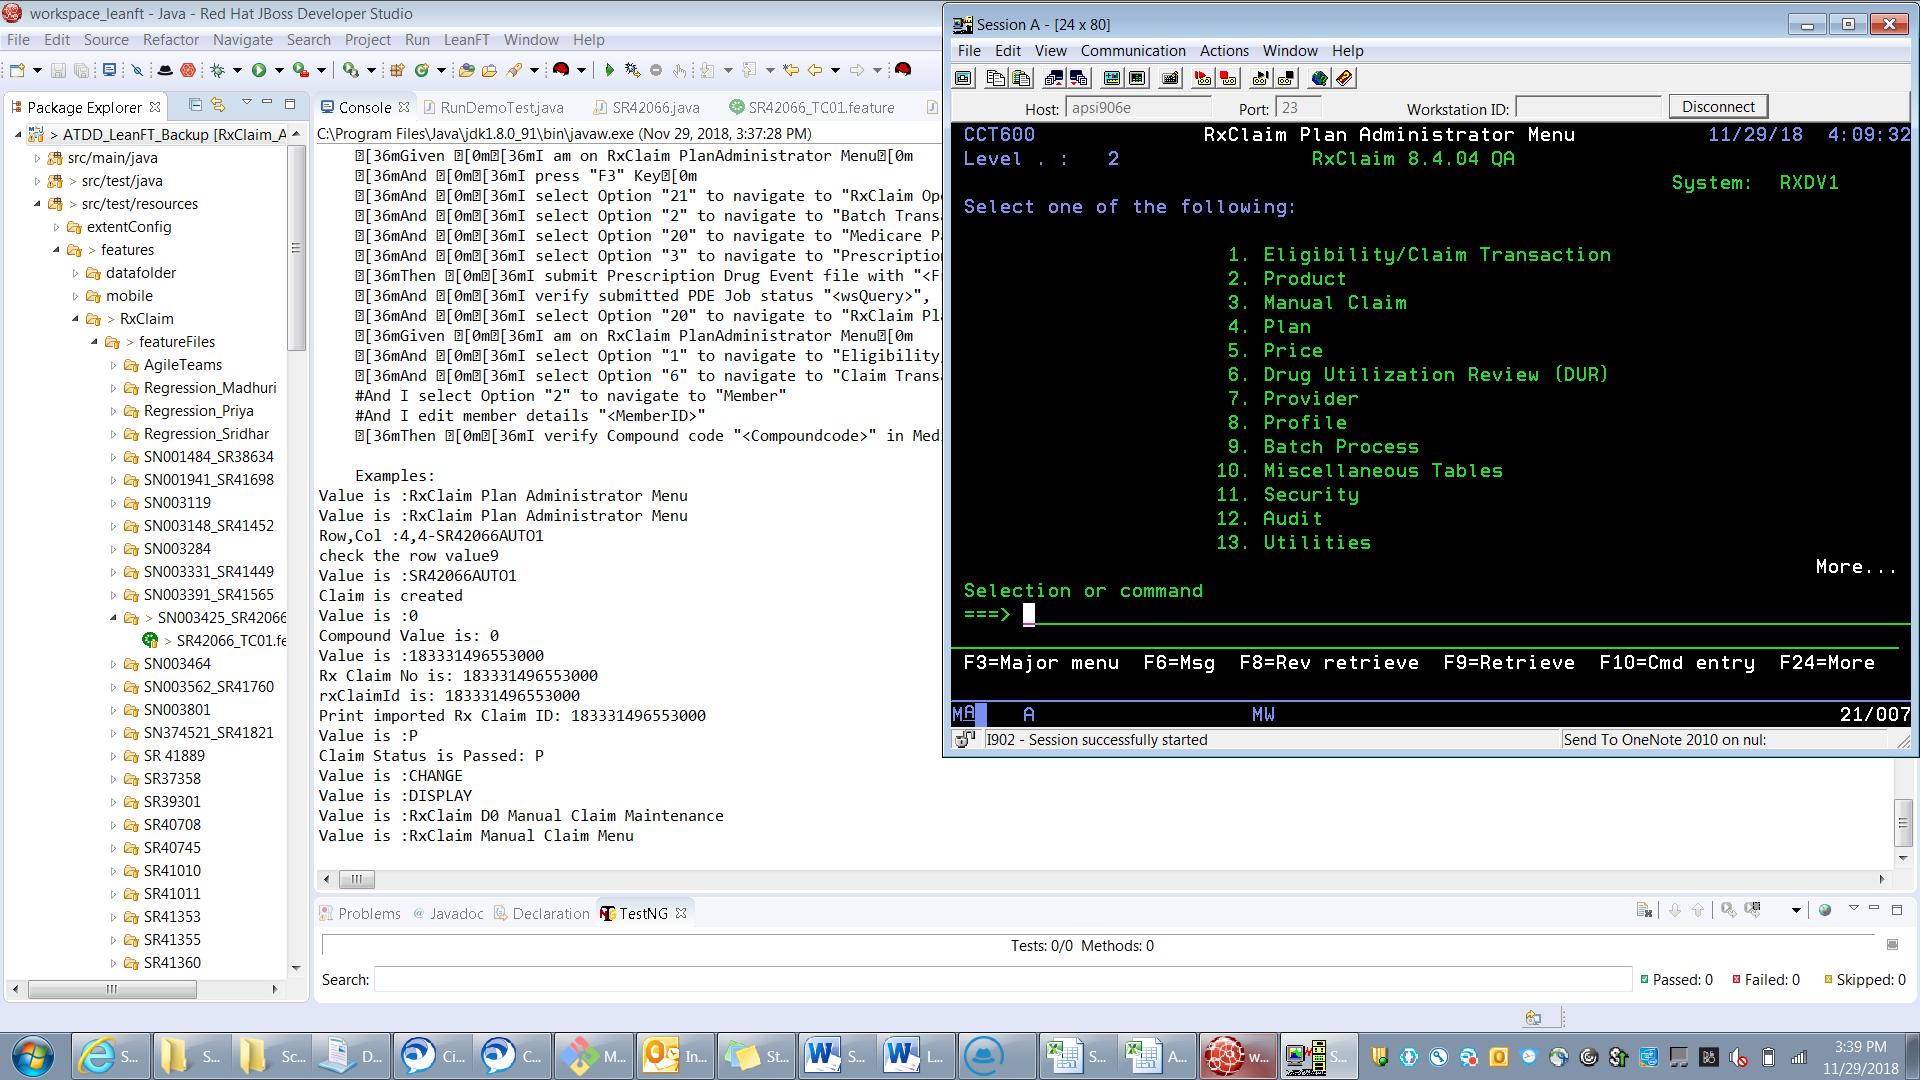 workspace_leanft - Java - Red Hat JBoss Developer Studio
File Edit Source Refactor Navigate Search Project Run LeanFT Window Help
Package Explorer
ATDD_LeanFT_Backup [RxClaim_A
src/main/java
> src/test/java
> src/test/resources
extentConfig
> features
datafolder
mobile
> RxClaim
> featureFiles
AgileTeams
Regression_Madhuri
Regression_Priya
Regression_Sridhar
SN001484_SR38634
SN001941_SR41698
SN003119
SN003148_SR41452
SN003284
SN003331_SR41449
SN003391_SR41565
> SN003425_SR42066
> SR42066_TC01.fe
SN003464
SN003562_SR41760
SN003801
SN374521_SR41821
SR 41889
SR37358
SR39301
SR40708
SR40745
SR41010
SR41011
SR41353
SR41355
SR41360
Console RunDemoTest.java SR42066.java SR42066_TC01.feature
C:\Program Files\Java\jdk1.8.0_91\bin\javaw.exe (Nov 29, 2018, 3:37:28 PM)
[36mGiven [0m[36mI am on RxClaim PlanAdministrator Menu[0m
[36mAnd [0m[36mI press "F3" Key[0m
[36mAnd [0m[36mI select Option "21" to navigate to "RxClaim Op
[36mAnd [0m[36mI select Option "2" to navigate to "Batch Transa
[36mAnd [0m[36mI select Option "20" to navigate to "Medicare Pa
[36mAnd [0m[36mI select Option "3" to navigate to "Prescription
[36mThen [0m[36mI submit Prescription Drug Event file with "<F
[36mAnd [0m[36mI verify submitted PDE Job status "<wsQuery>",
[36mAnd [0m[36mI select Option "20" to navigate to "RxClaim Pl
[36mGiven [0m[36mI am on RxClaim PlanAdministrator Menu[0m
[36mAnd [0m[36mI select Option "1" to navigate to "Eligibility
[36mAnd [0m[36mI select Option "6" to navigate to "Claim Transa
#And I select Option "2" to navigate to "Member"
#And I edit member details "<MemberID>"
[36mThen [0m[36mI verify Compound code "<Compoundcode>" in Med
Examples:
Value is :RxClaim Plan Administrator Menu
Value is :RxClaim Plan Administrator Menu
Row,Col :4,4-SR42066AUTO1
check the row value9
Value is :SR42066AUTO1
Claim is created
Value is :0
Compound Value is: 0
Value is :183331496553000
Rx Claim No is: 183331496553000
rxClaimId is: 183331496553000
Print imported Rx Claim ID: 183331496553000
Value is :P
Claim Status is Passed: P
Value is :CHANGE
Value is :DISPLAY
Value is :RxClaim D0 Manual Claim Maintenance
Value is :RxClaim Manual Claim Menu
Problems Javadoc Declaration TestNG
Tests: 0/0 Methods: 0
Search:
Passed: 0 Failed: 0 Skipped: 0
Session A - [24 x 80]
File Edit View Communication Actions Window Help
Host: apsi906e Port: 23 Workstation ID: Disconnect
CCT600 RxClaim Plan Administrator Menu 11/29/18 4:09:32
Level . : 2 RxClaim 8.4.04 QA
System: RXDV1
Select one of the following:
1. Eligibility/Claim Transaction
2. Product
3. Manual Claim
4. Plan
5. Price
6. Drug Utilization Review (DUR)
7. Provider
8. Profile
9. Batch Process
10. Miscellaneous Tables
11. Security
12. Audit
13. Utilities
More...
Selection or command
===>
F3=Major menu F6=Msg F8=Rev retrieve F9=Retrieve F10=Cmd entry F24=More
MA A MW 21/007
I902 - Session successfully started Send To OneNote 2010 on nul:
S... S... Sc... D... Ci... C... M... In... St... S... L... S... A... w... S...
3:39 PM
11/29/2018